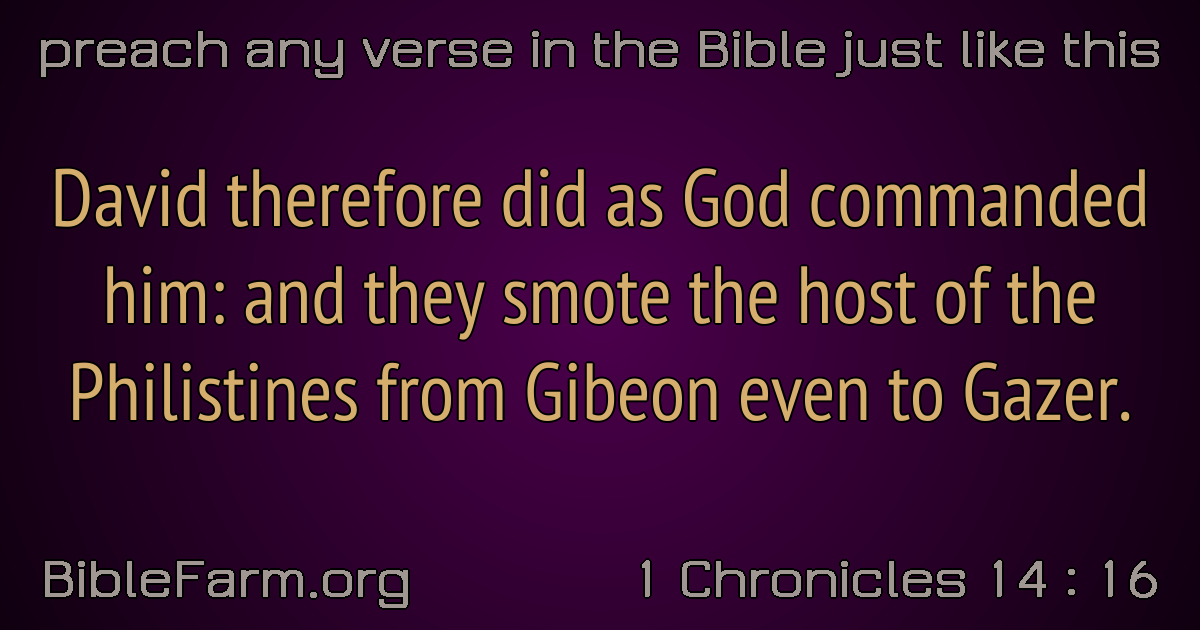 preach any verse in the Bible just like this
David therefore did as God commanded
him: and they smote the host of the
Philistines from Gibeon even to Gazer.
BibleFarm.org 1 Chronicles 14 : 16